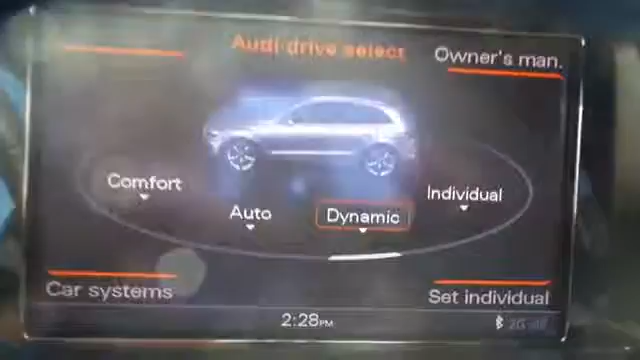 Audi drive select
Owner's man.
Comfort
Auto
Dynamic
Individual
Car systems
Set individual
2:28PM